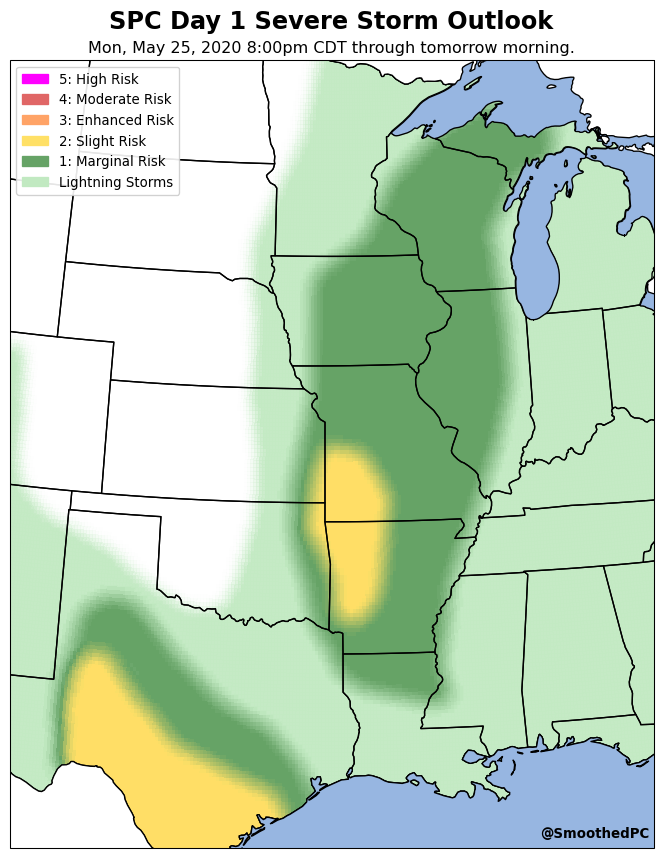 SPC Day 1 Severe Storm Outlook
Mon, May 25, 2020 8:00pm CDT through tomorrow morning.
5: High Risk
4: Moderate Risk
3: Enhanced Risk
2: Slight Risk
1: Marginal Risk
Lightning Storms
@SmoothedPC